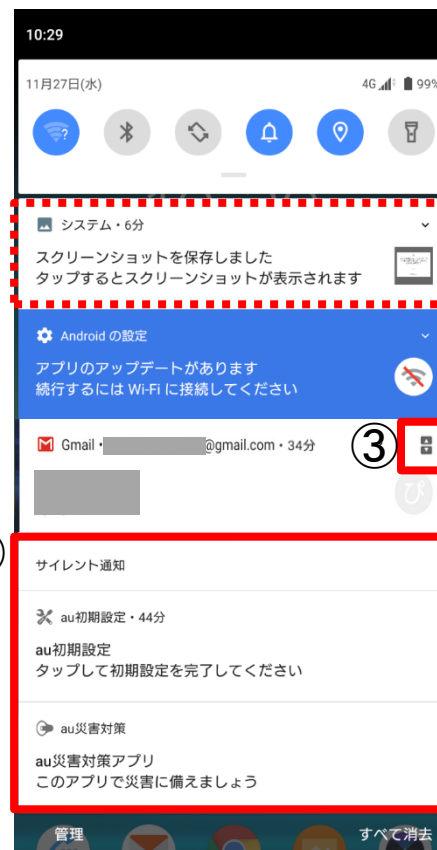 10:29
11月27日(水) 4G 99%
システム・6分
スクリーンショットを保存しました
タップするとスクリーンショットが表示されます
Android の設定
アプリのアップデートがあります
続行するには Wi-Fi に接続してください
Gmail・ @gmail.com・34分
③
ぴ
サイレント通知
au初期設定・44分
au初期設定
タップして初期設定を完了してください
au災害対策
au災害対策アプリ
このアプリで災害に備えましょう
管理 すべて消去